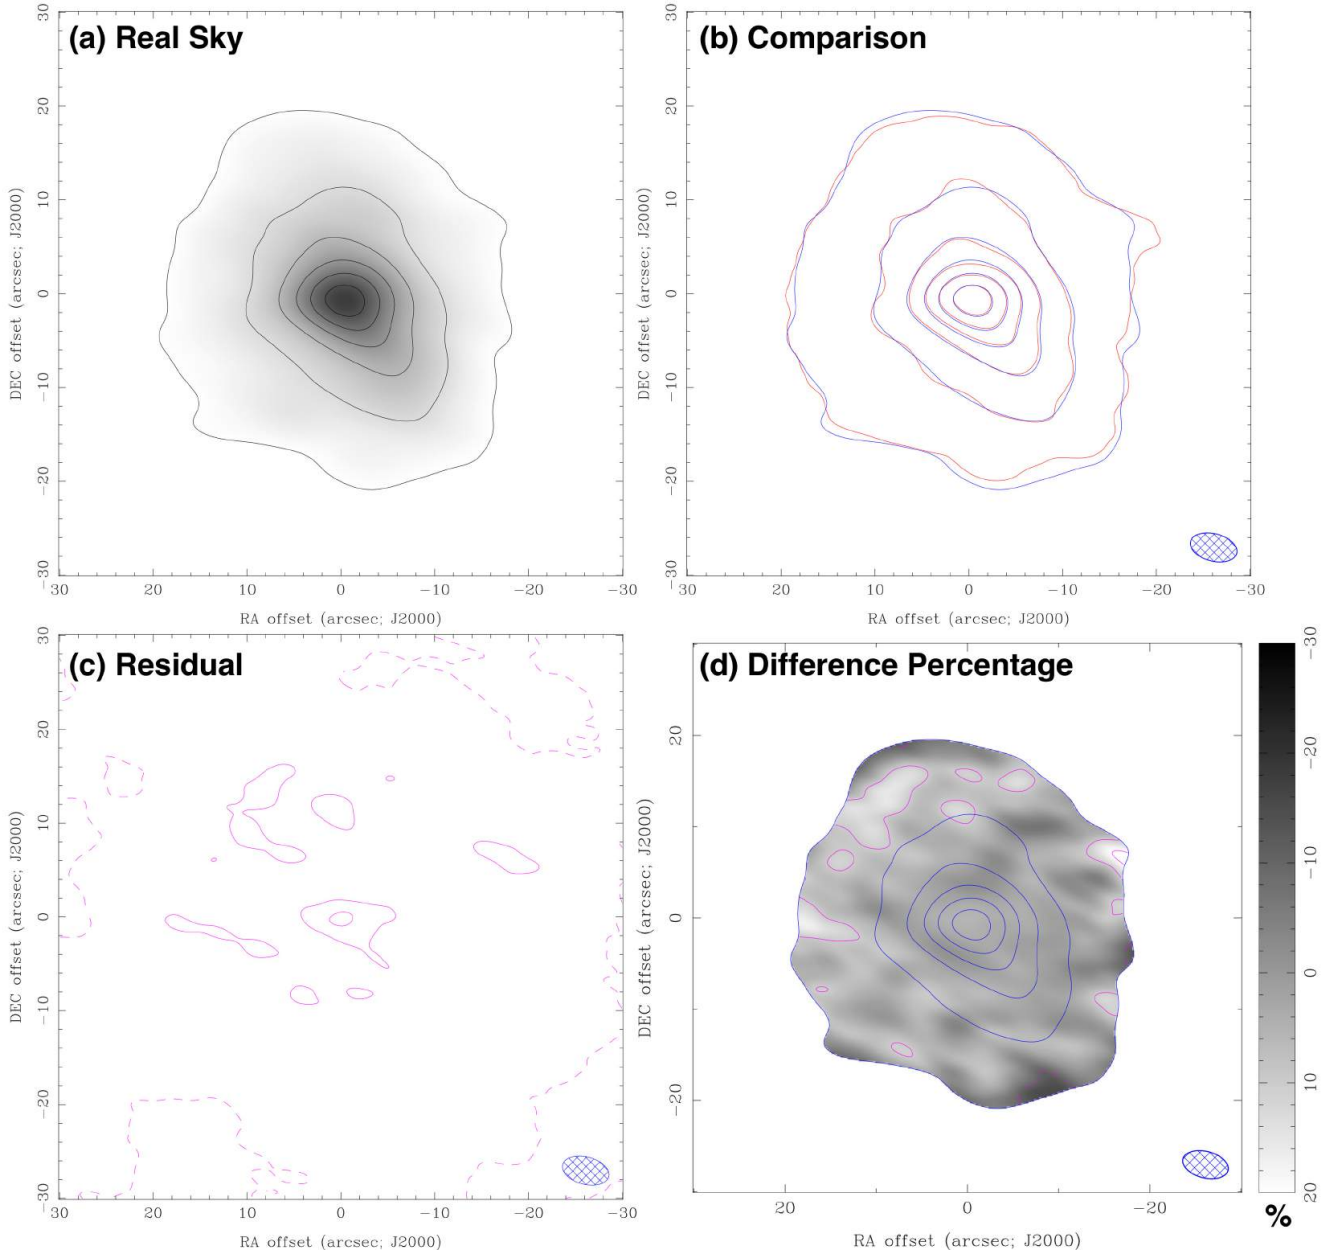 (a) Real Sky
30
20
10
0
−10
−20
−30
DEC offset (arcsec; J2000)
30 20 10 0 −10 −20 −30
RA offset (arcsec; J2000)
(b) Comparison
30
20
10
0
−10
−20
−30
DEC offset (arcsec; J2000)
30 20 10 0 −10 −20 −30
RA offset (arcsec; J2000)
(c) Residual
30
20
10
0
−10
−20
−30
DEC offset (arcsec; J2000)
30 20 10 0 −10 −20 −30
RA offset (arcsec; J2000)
(d) Difference Percentage
20
0
−20
DEC offset (arcsec; J2000)
20 0 −20
RA offset (arcsec; J2000)
−30
−20
−10
0
10
20
%